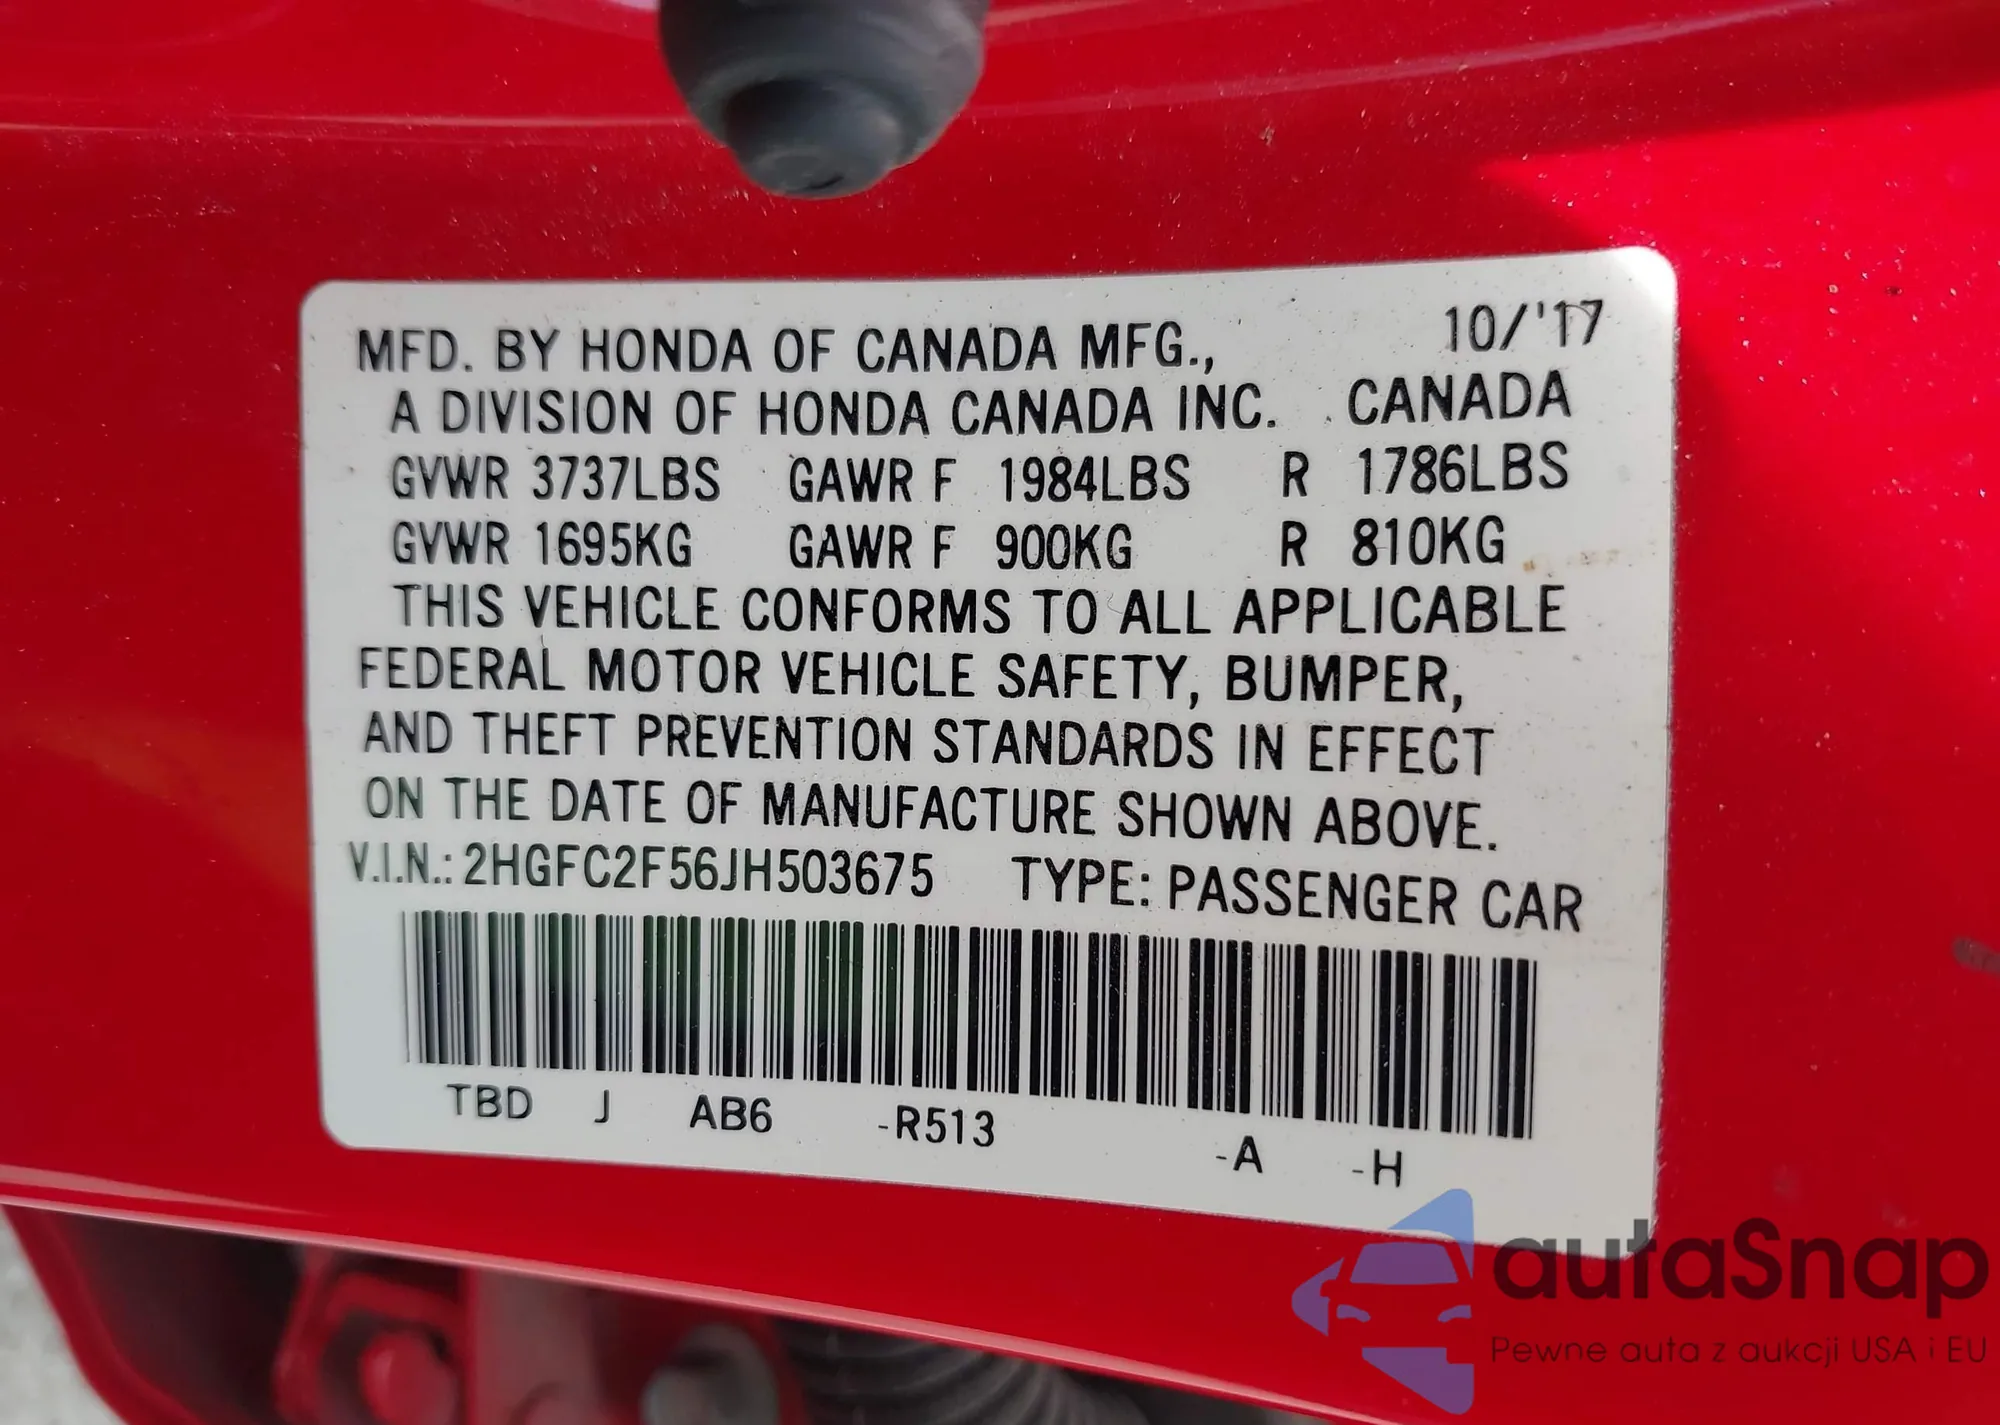 10/'17
MFD. BY HONDA OF CANADA MFG.,
A DIVISION OF HONDA CANADA INC. CANADA
GVWR 3737LBS GAWR F 1984LBS R 1786LBS
GVWR 1695KG GAWR F 900KG R 810KG
THIS VEHICLE CONFORMS TO ALL APPLICABLE
FEDERAL MOTOR VEHICLE SAFETY, BUMPER,
AND THEFT PREVENTION STANDARDS IN EFFECT
ON THE DATE OF MANUFACTURE SHOWN ABOVE.
V.I.N.: 2HGFC2F56JH503675 TYPE: PASSENGER CAR
TBD J AB6 -R513 -A -H
autaSnap
Pewne auta z aukcji USA i EU